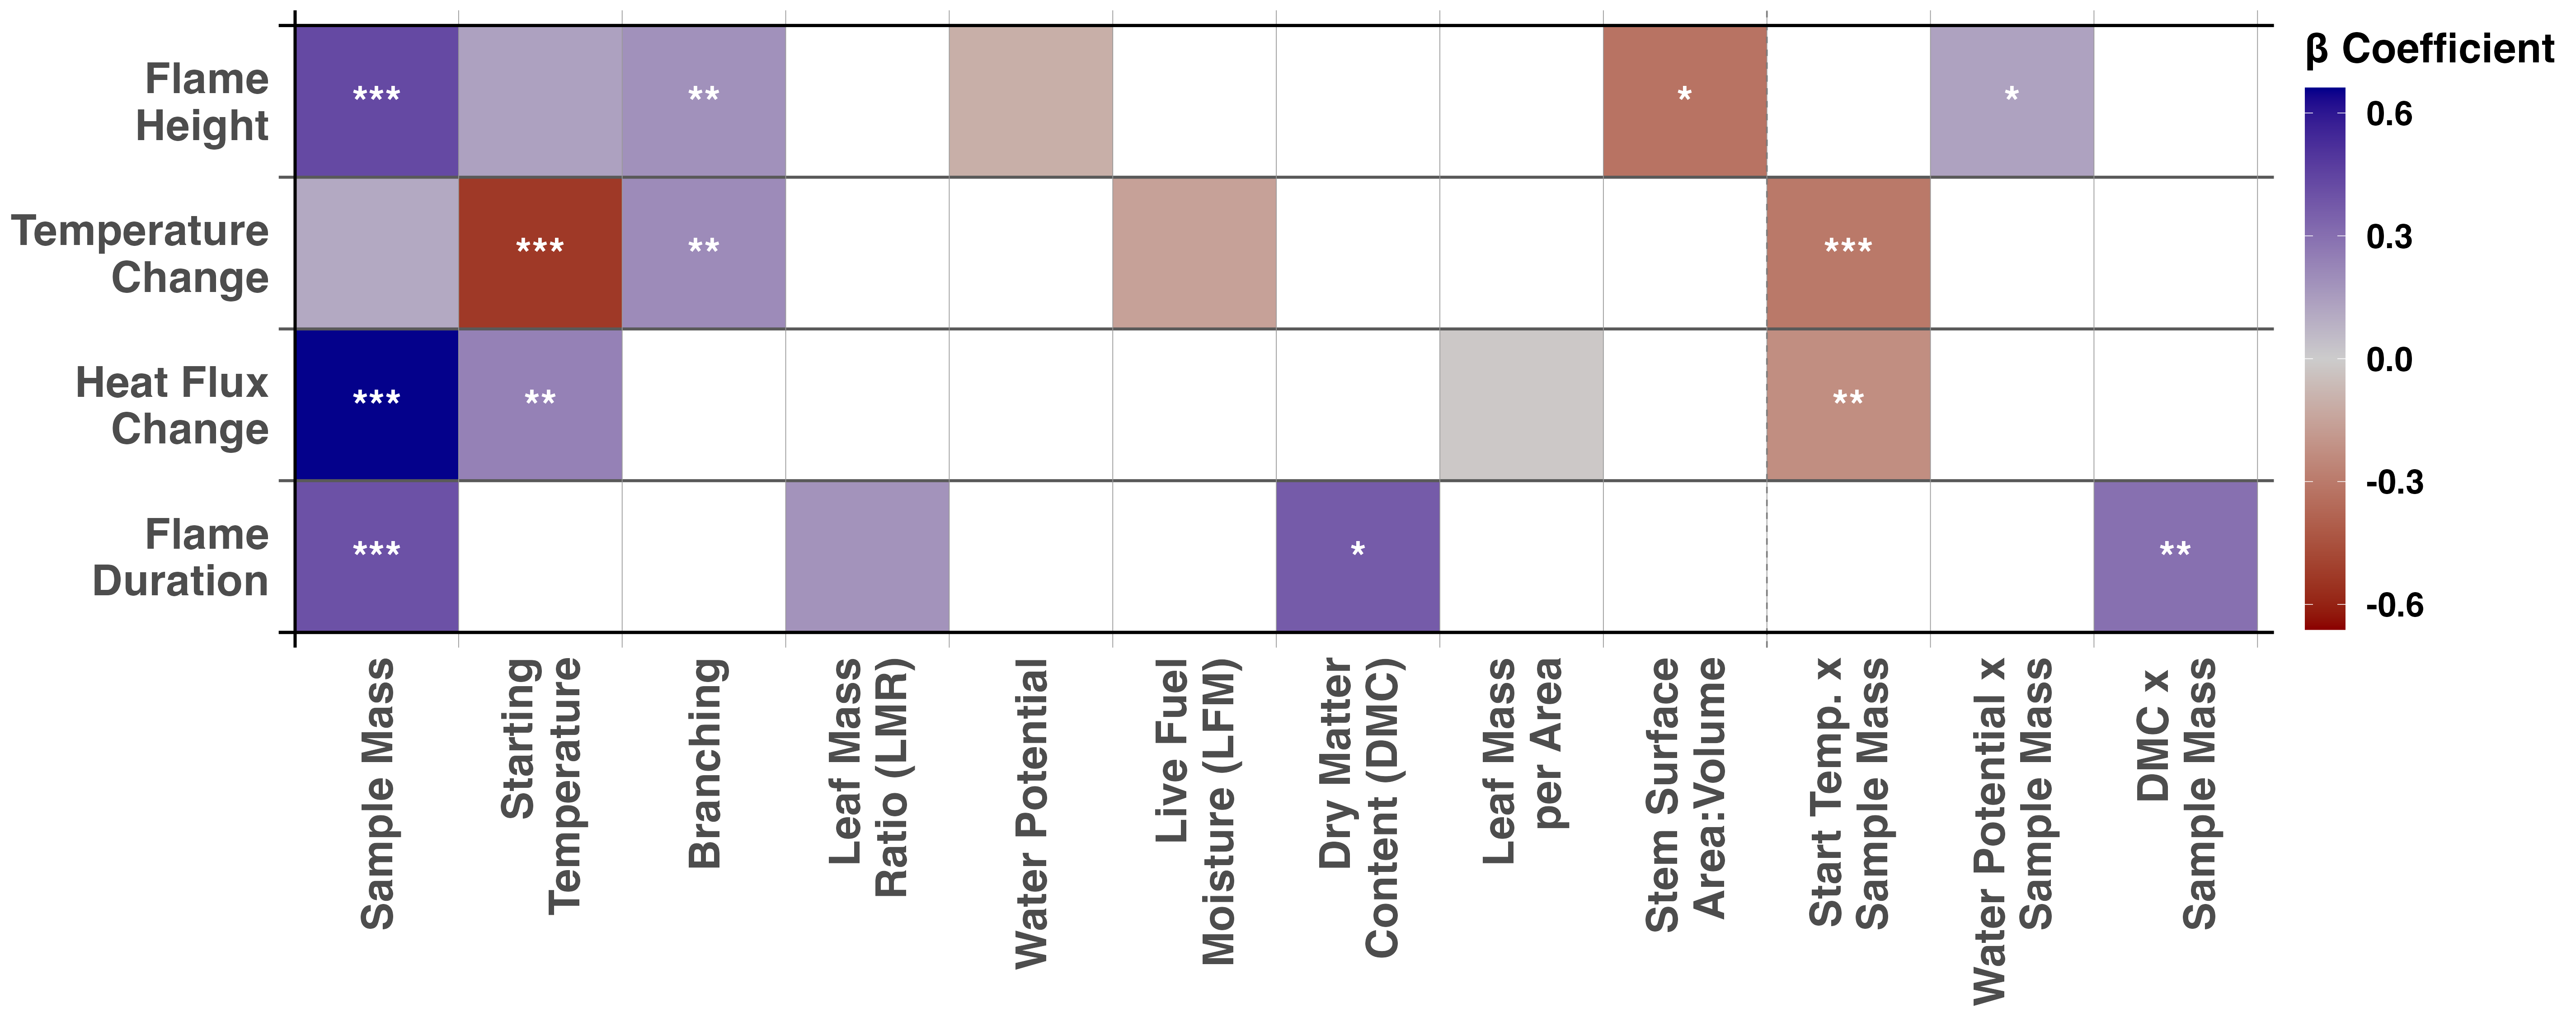 β Coefficient
0.6
0.3
0.0
-0.3
-0.6
Flame
Height
***
**
*
*
Temperature
Change
***
**
***
Heat Flux
Change
***
**
**
Flame
Duration
***
*
**
Sample Mass
Starting
Temperature
Branching
Leaf Mass
Ratio (LMR)
Water Potential
Live Fuel
Moisture (LFM)
Dry Matter
Content (DMC)
Leaf Mass
per Area
Stem Surface
Area:Volume
Start Temp. x
Sample Mass
Water Potential x
Sample Mass
DMC x
Sample Mass